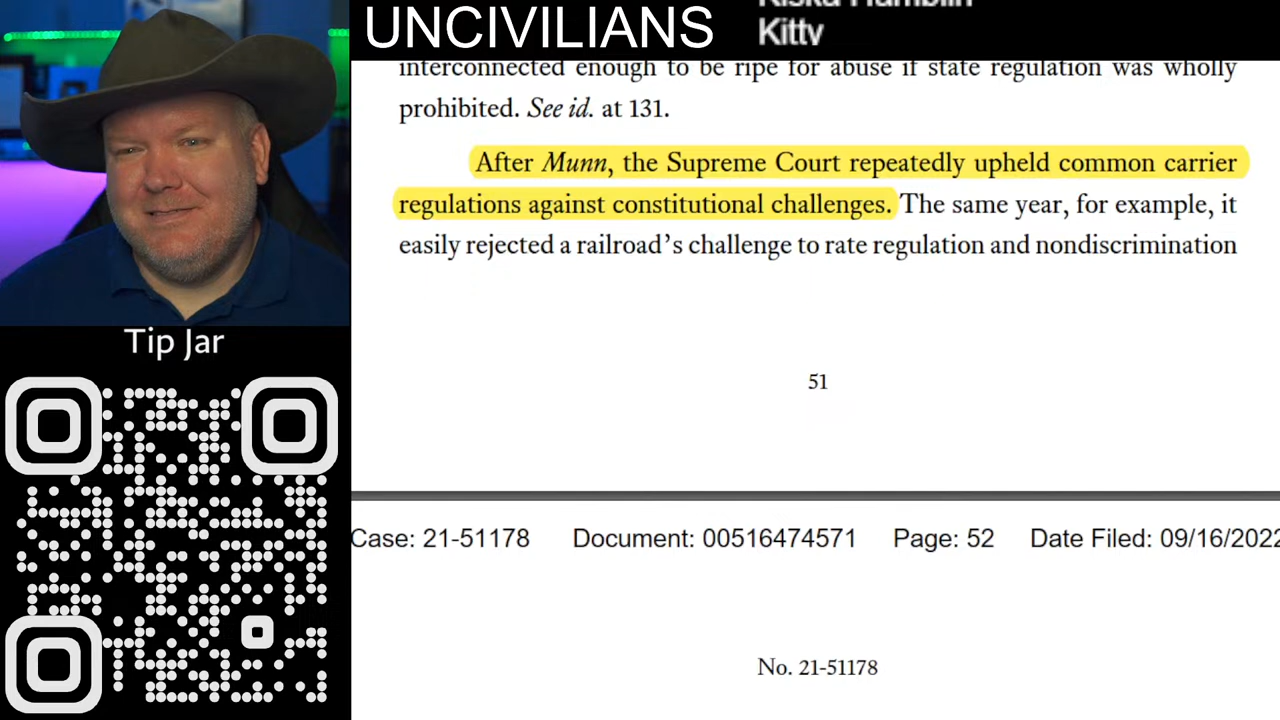 UNCIVILIANS
Kiska Hamblin
Kitty
interconnected enough to be ripe for abuse if state regulation was wholly
prohibited. See id. at 131.
After Munn, the Supreme Court repeatedly upheld common carrier
regulations against constitutional challenges. The same year, for example, it
easily rejected a railroad’s challenge to rate regulation and nondiscrimination
51
Case: 21-51178 Document: 00516474571 Page: 52 Date Filed: 09/16/2022
No. 21-51178
Tip Jar